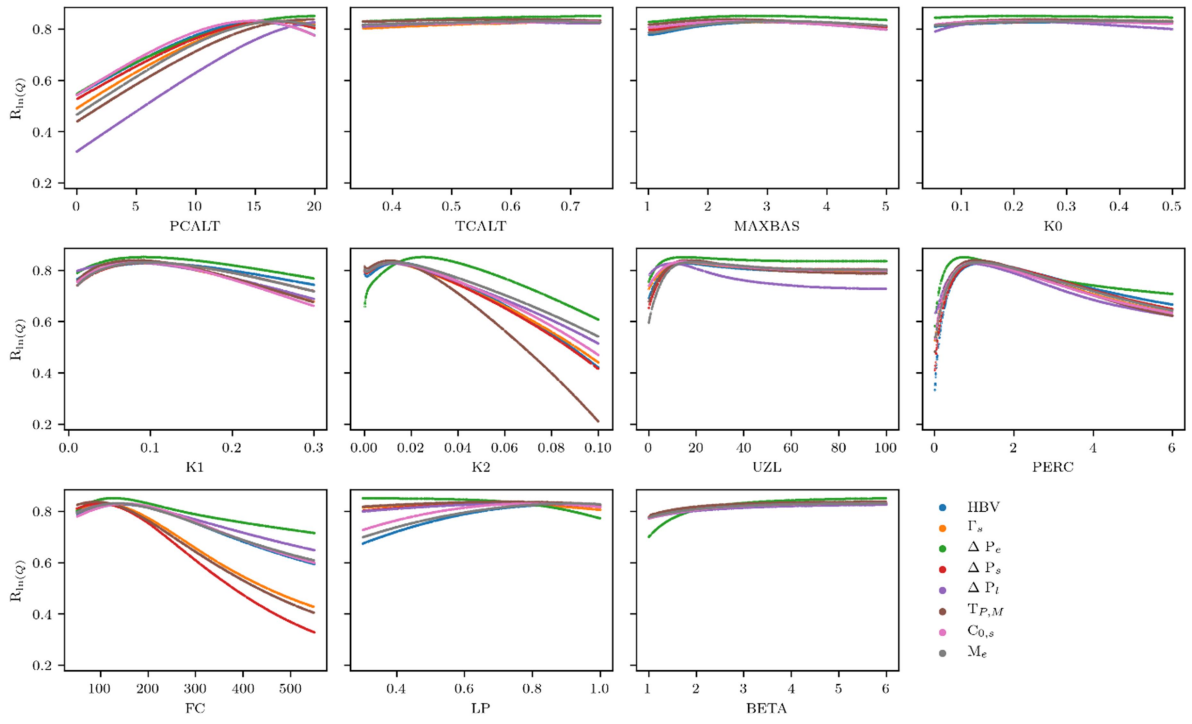 0.8
0.6
0.4
0.2
R_ln(Q)
0 5 10 15 20
PCALT
0.4 0.5 0.6 0.7
TCALT
1 2 3 4 5
MAXBAS
0.1 0.2 0.3 0.4 0.5
K0
0.8
0.6
0.4
0.2
R_ln(Q)
0.0 0.1 0.2 0.3
K1
0.00 0.02 0.04 0.06 0.08 0.10
K2
0 20 40 60 80 100
UZL
0 2 4 6
PERC
0.8
0.6
0.4
0.2
R_ln(Q)
100 200 300 400 500
FC
0.4 0.6 0.8 1.0
LP
1 2 3 4 5 6
BETA
HBV
Γ_s
Δ P_e
Δ P_s
Δ P_l
T_P,M
C_0,s
M_e